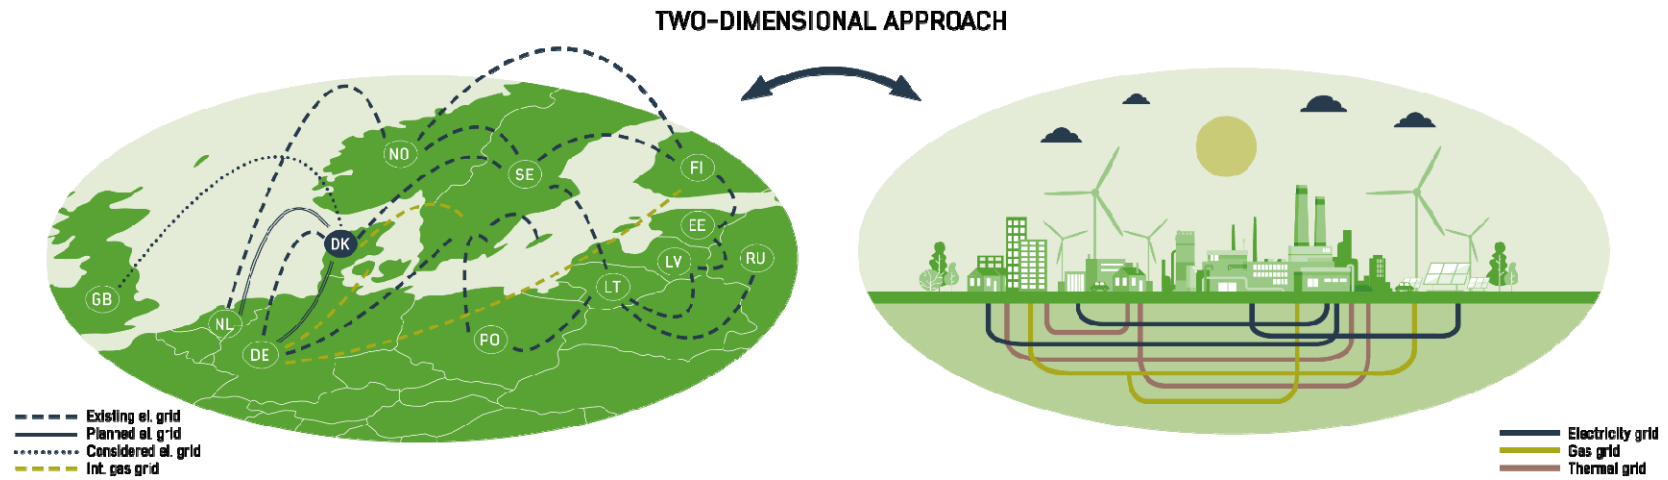 TWO-DIMENSIONAL APPROACH
NO
SE
FI
DK
EE
LV
RU
GB
LT
NL
DE
PO
Existing el. grid
Planned el. grid
Considered el. grid
Int. gas grid
Electricity grid
Gas grid
Thermal grid